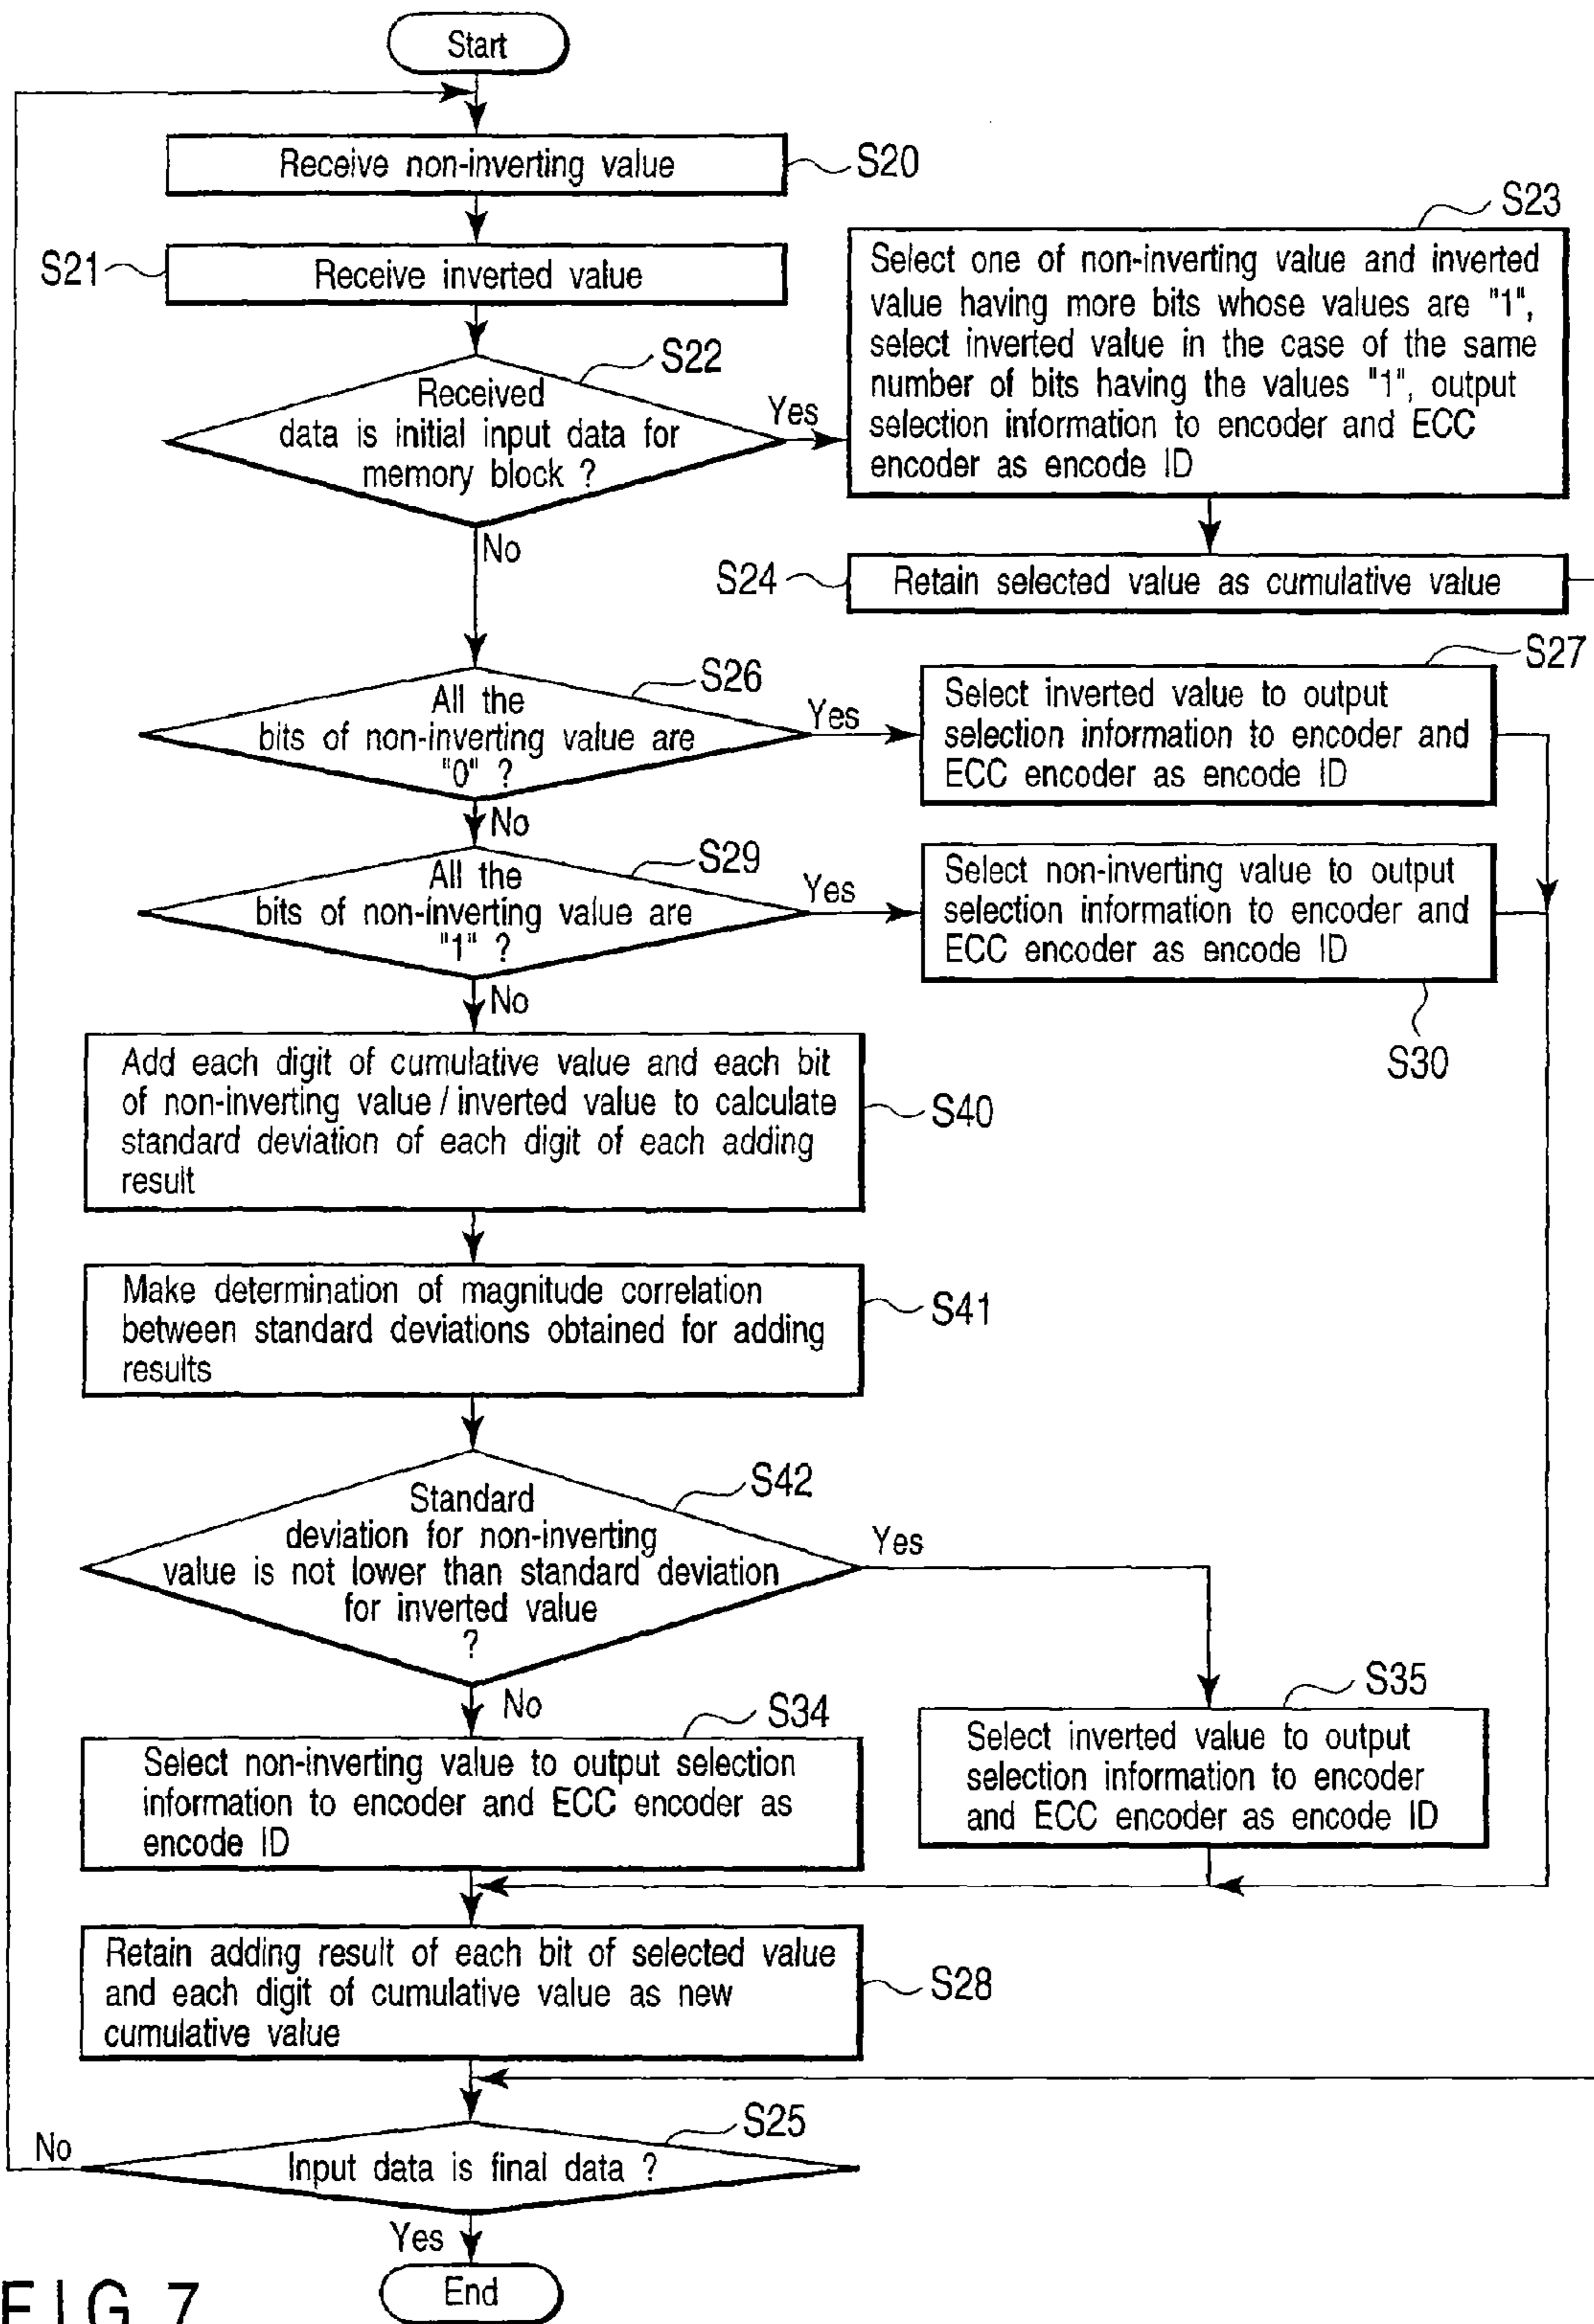 Start
Receive non-inverting value
S20
S21
Receive inverted value
S22
Received
data is initial input data for
memory block ?
Yes
No
S23
Select one of non-inverting value and inverted
value having more bits whose values are "1",
select inverted value in the case of the same
number of bits having the values "1", output
selection information to encoder and ECC
encoder as encode ID
S24
Retain selected value as cumulative value
S26
All the
bits of non-inverting value are
"0" ?
Yes
No
S27
Select inverted value to output
selection information to encoder and
ECC encoder as encode ID
S29
All the
bits of non-inverting value are
"1" ?
Yes
No
Select non-inverting value to output
selection information to encoder and
ECC encoder as encode ID
S30
Add each digit of cumulative value and each bit
of non-inverting value / inverted value to calculate
standard deviation of each digit of each adding
result
S40
Make determination of magnitude correlation
between standard deviations obtained for adding
results
S41
S42
Standard
deviation for non-inverting
value is not lower than standard deviation
for inverted value
?
Yes
No
S34
Select non-inverting value to output selection
information to encoder and ECC encoder as
encode ID
S35
Select inverted value to output
selection information to encoder
and ECC encoder as encode ID
Retain adding result of each bit of selected value
and each digit of cumulative value as new
cumulative value
S28
S25
No
Input data is final data ?
Yes
End
FIG. 7